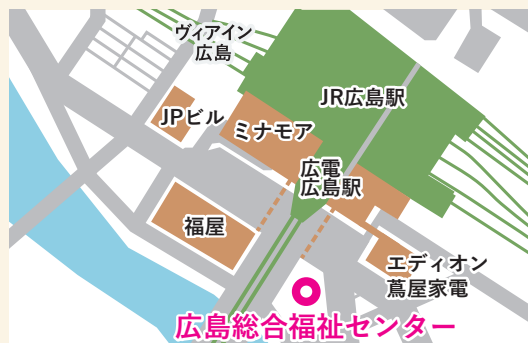 ヴィアイン
広島
JR広島駅
JPビル
ミナモア
広電
広島駅
福屋
エディオン
蔦屋家電
広島総合福祉センター